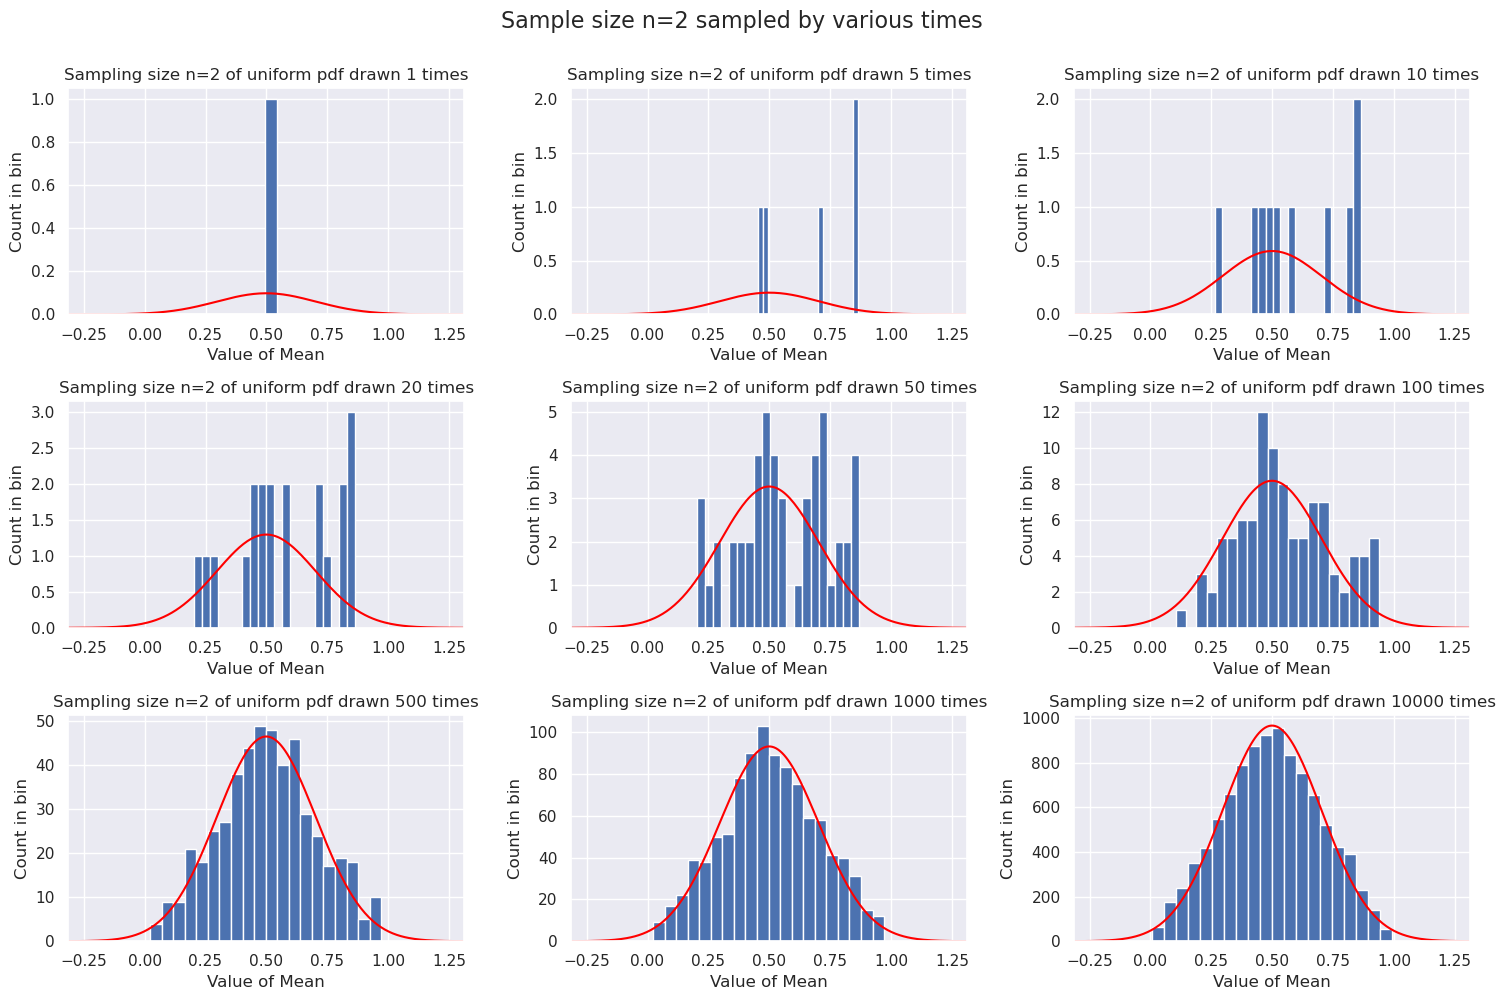 Sample size n=2 sampled by various times
Sampling size n=2 of uniform pdf drawn 1 times
Count in bin
1.0
0.8
0.6
0.4
0.2
0.0
−0.25 0.00 0.25 0.50 0.75 1.00 1.25
Value of Mean
Sampling size n=2 of uniform pdf drawn 5 times
Count in bin
2.0
1.5
1.0
0.5
0.0
−0.25 0.00 0.25 0.50 0.75 1.00 1.25
Value of Mean
Sampling size n=2 of uniform pdf drawn 10 times
Count in bin
2.0
1.5
1.0
0.5
0.0
−0.25 0.00 0.25 0.50 0.75 1.00 1.25
Value of Mean
Sampling size n=2 of uniform pdf drawn 20 times
Count in bin
3.0
2.5
2.0
1.5
1.0
0.5
0.0
−0.25 0.00 0.25 0.50 0.75 1.00 1.25
Value of Mean
Sampling size n=2 of uniform pdf drawn 50 times
Count in bin
5
4
3
2
1
0
−0.25 0.00 0.25 0.50 0.75 1.00 1.25
Value of Mean
Sampling size n=2 of uniform pdf drawn 100 times
Count in bin
12
10
8
6
4
2
0
−0.25 0.00 0.25 0.50 0.75 1.00 1.25
Value of Mean
Sampling size n=2 of uniform pdf drawn 500 times
Count in bin
50
40
30
20
10
0
−0.25 0.00 0.25 0.50 0.75 1.00 1.25
Value of Mean
Sampling size n=2 of uniform pdf drawn 1000 times
Count in bin
100
80
60
40
20
0
−0.25 0.00 0.25 0.50 0.75 1.00 1.25
Value of Mean
Sampling size n=2 of uniform pdf drawn 10000 times
Count in bin
1000
800
600
400
200
0
−0.25 0.00 0.25 0.50 0.75 1.00 1.25
Value of Mean